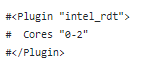 #<Plugin "intel_rdt">
#  Cores "0-2"
#</Plugin>